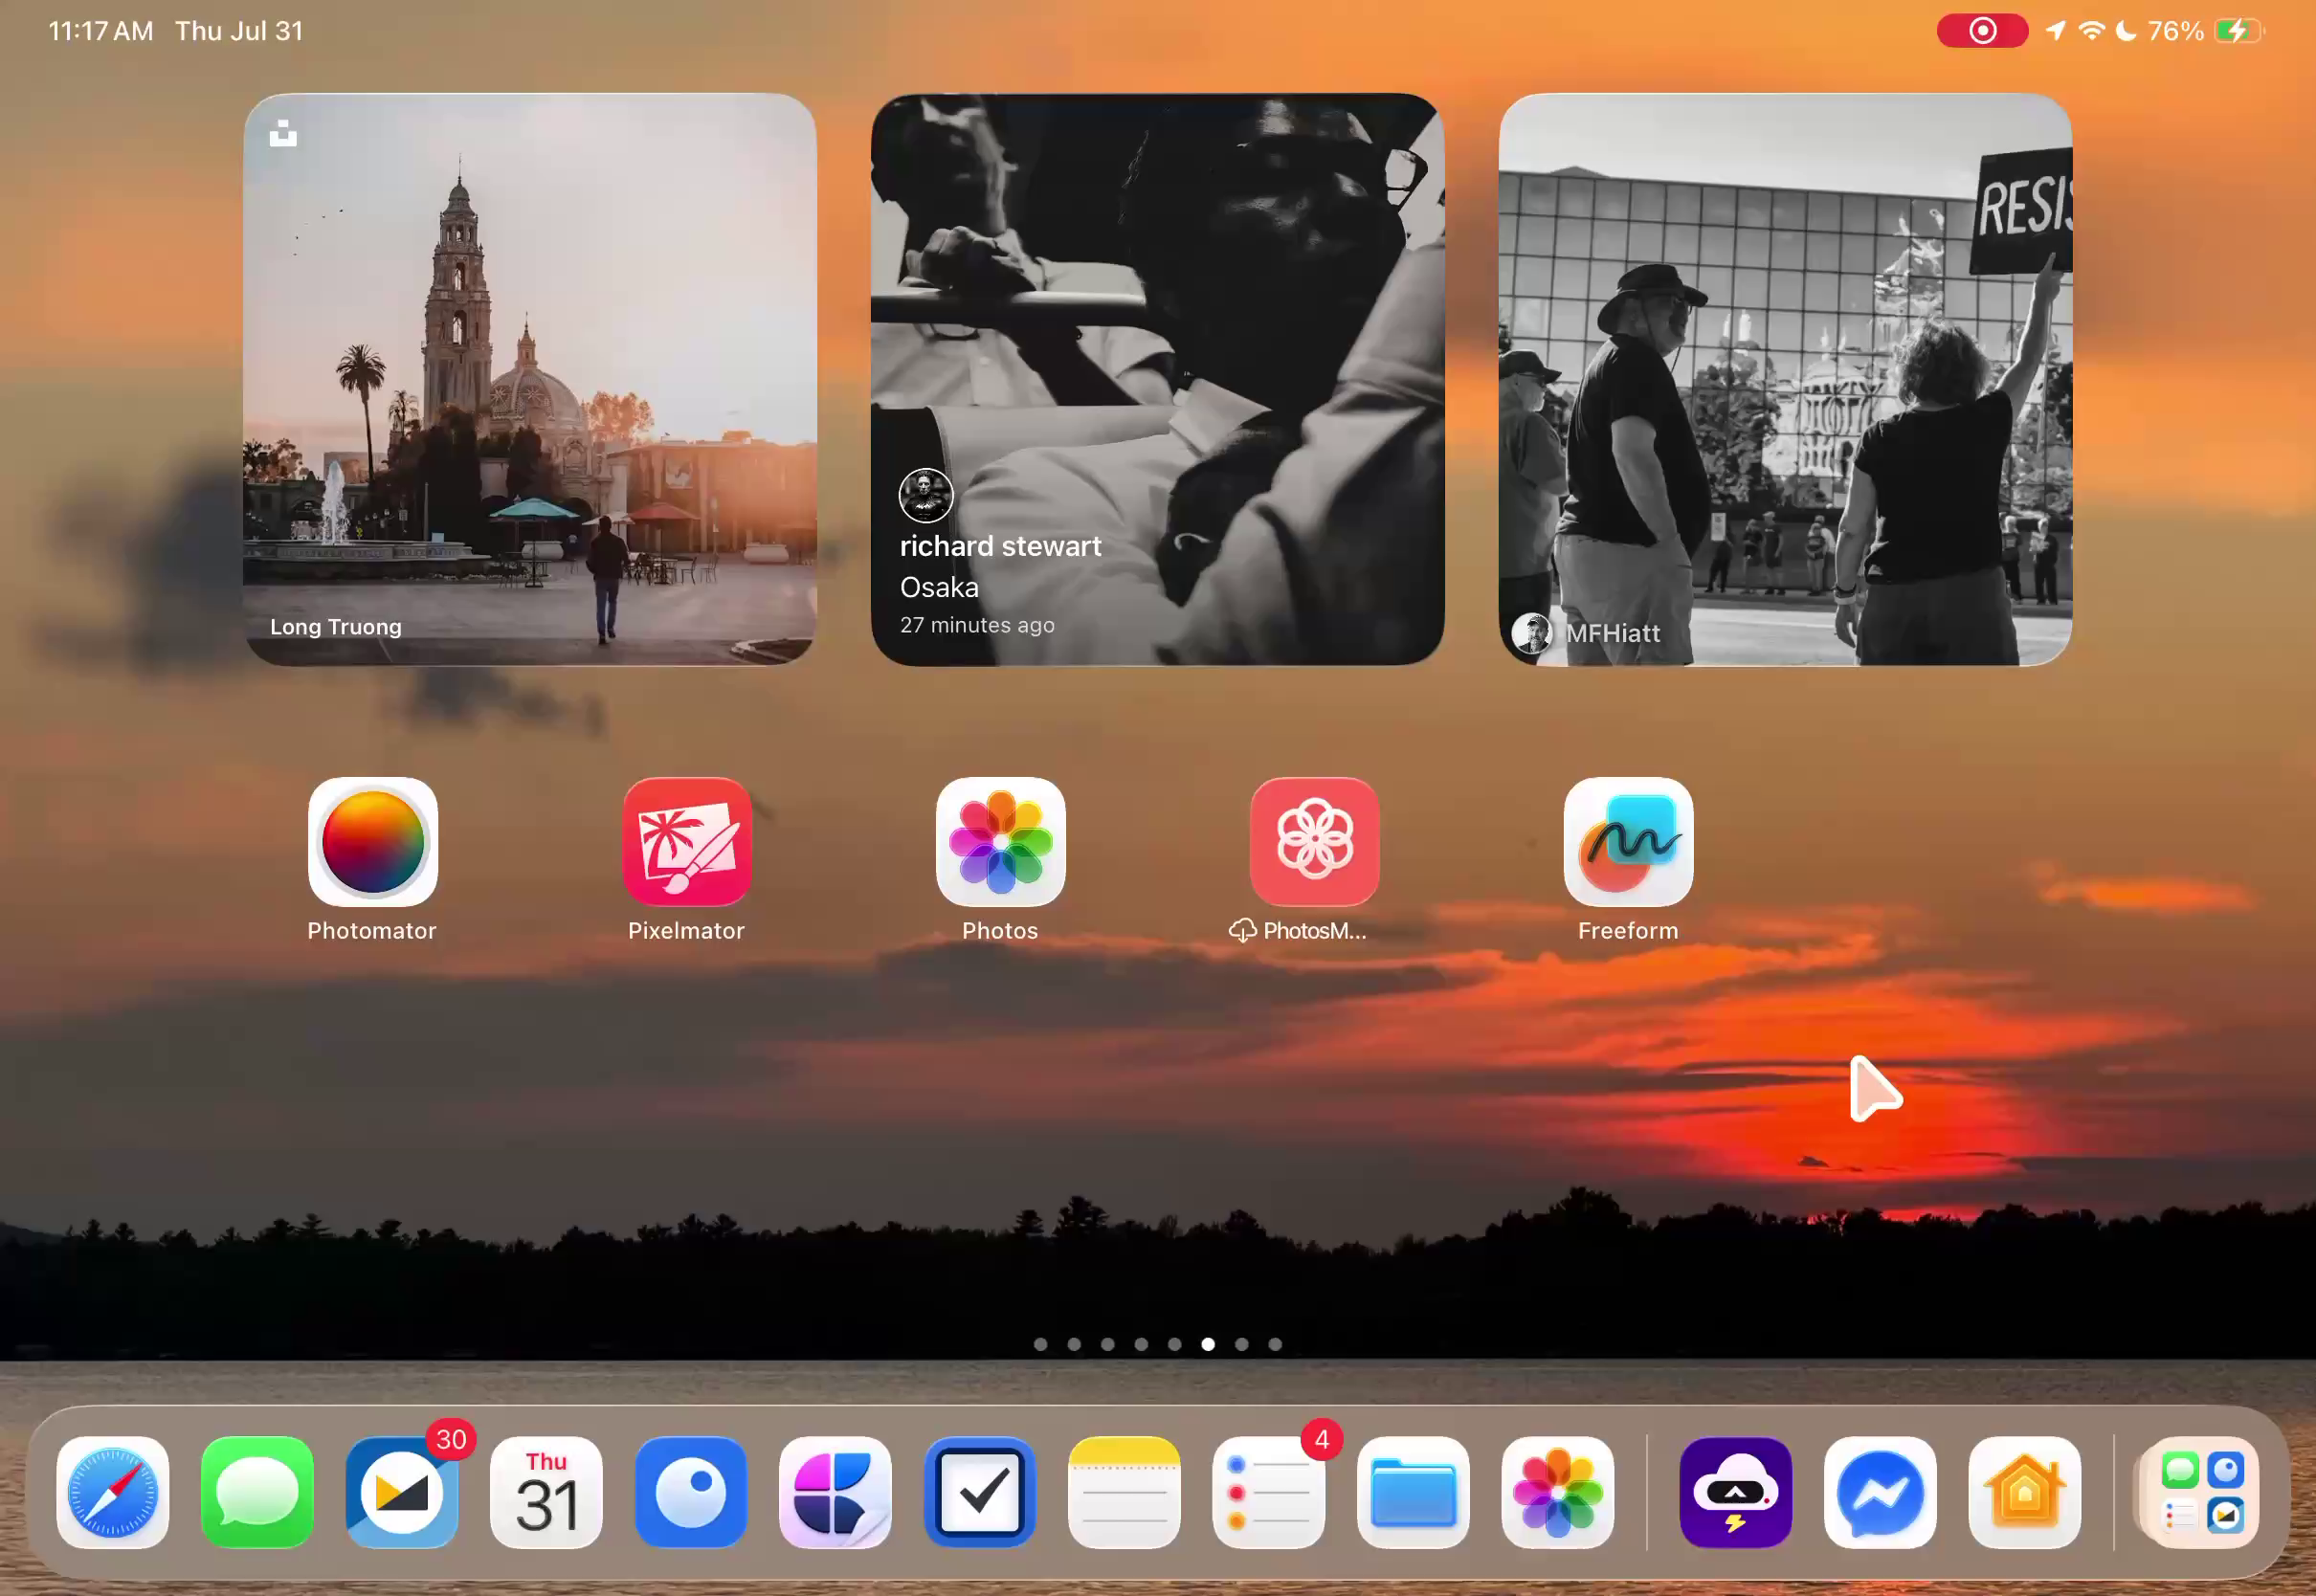 11:17 AM Thu Jul 31
76%
RESIS
Long Truong
richard stewart
Osaka
27 minutes ago
MFHiatt
Photomator
Pixelmator
Photos
PhotosM...
Freeform
30
Thu
31
4